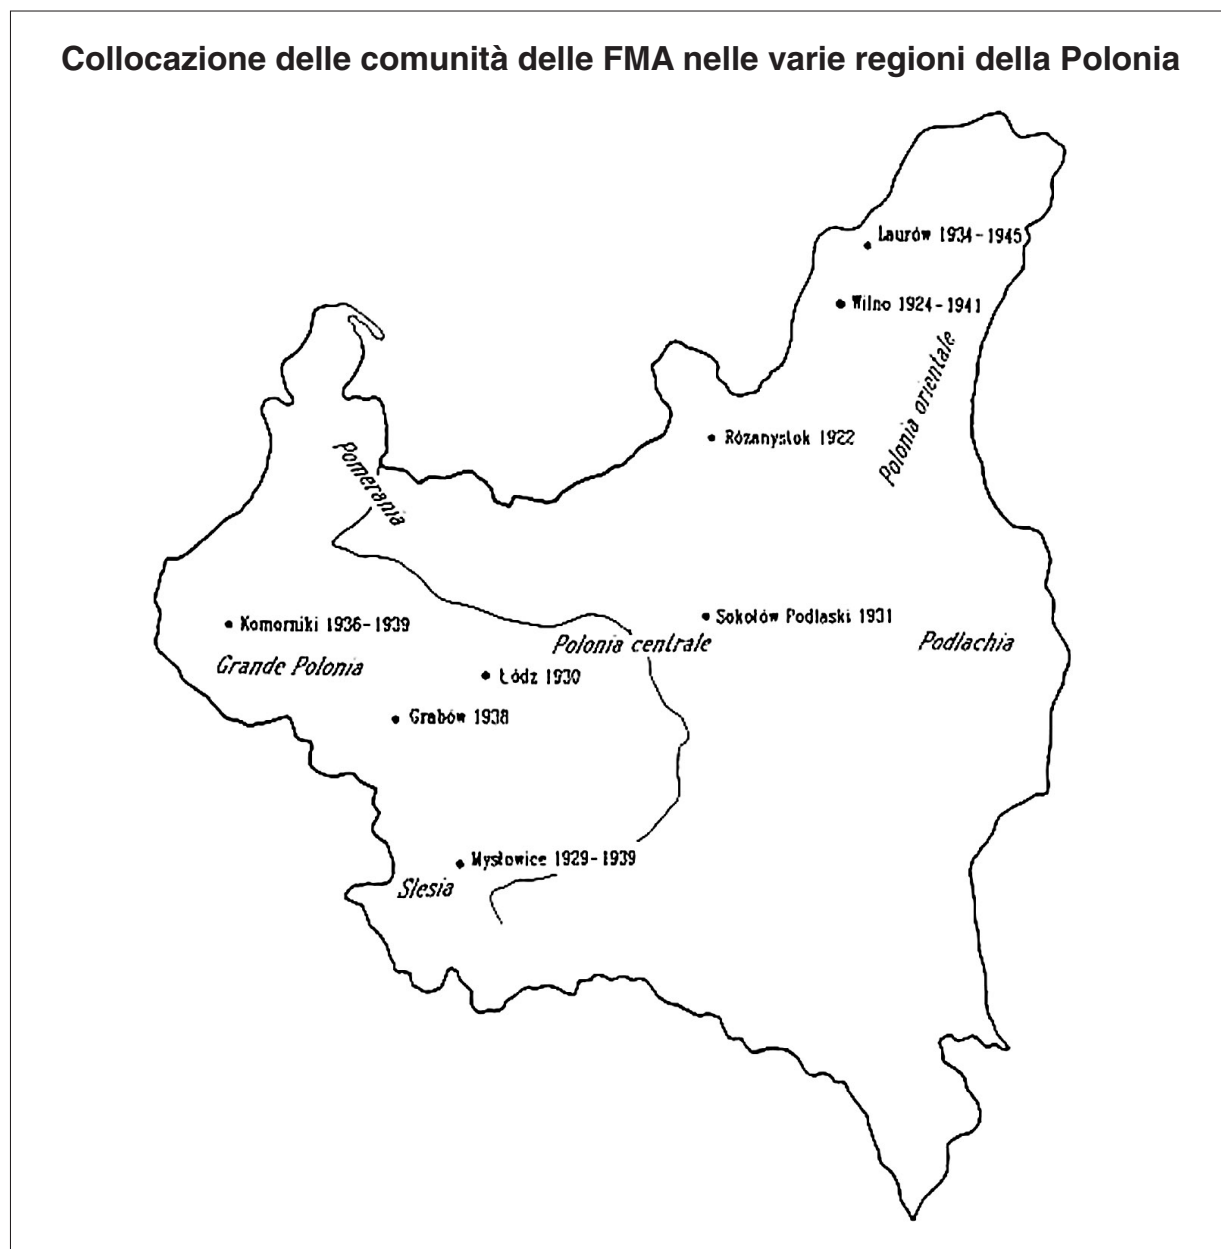 Collocazione delle comunità delle FMA nelle varie regioni della Polonia
Laurów 1934-1945
Wilno 1924-1941
Polonia orientale
Rózanystok 1922
Pomerania
Komorniki 1936-1939
Grande Polonia
Sokołów Podlaski 1931
Polonia centrale
Podlachia
Łódz 1930
Grabów 1938
Mysłowice 1929-1939
Slesia